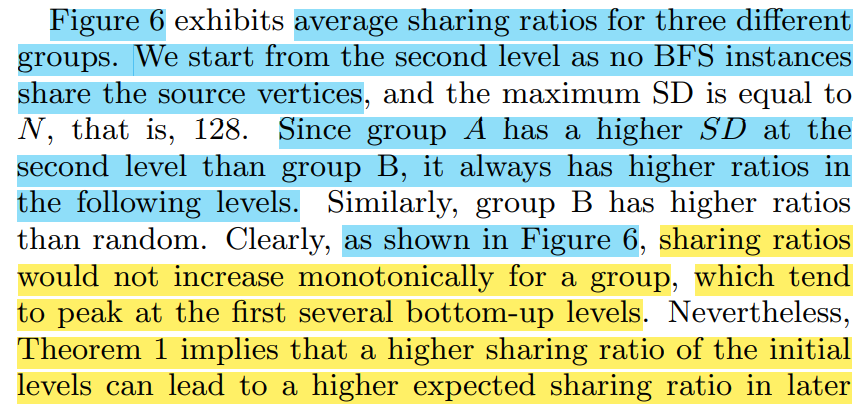 Figure 6 exhibits average sharing ratios for three different
groups. We start from the second level as no BFS instances
share the source vertices, and the maximum SD is equal to
N, that is, 128. Since group A has a higher SD at the
second level than group B, it always has higher ratios in
the following levels. Similarly, group B has higher ratios
than random. Clearly, as shown in Figure 6, sharing ratios
would not increase monotonically for a group, which tend
to peak at the first several bottom-up levels. Nevertheless,
Theorem 1 implies that a higher sharing ratio of the initial
levels can lead to a higher expected sharing ratio in later